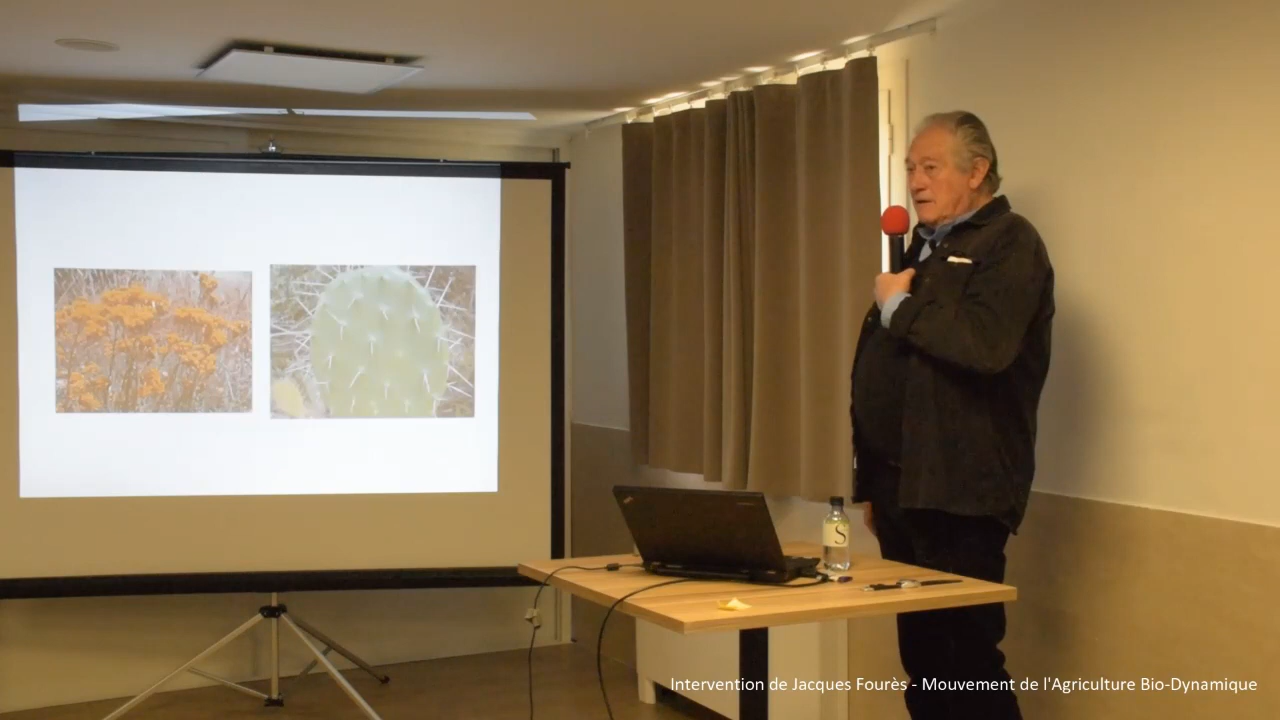 S
Intervention de Jacques Fourès - Mouvement de l'Agriculture Bio-Dynamique